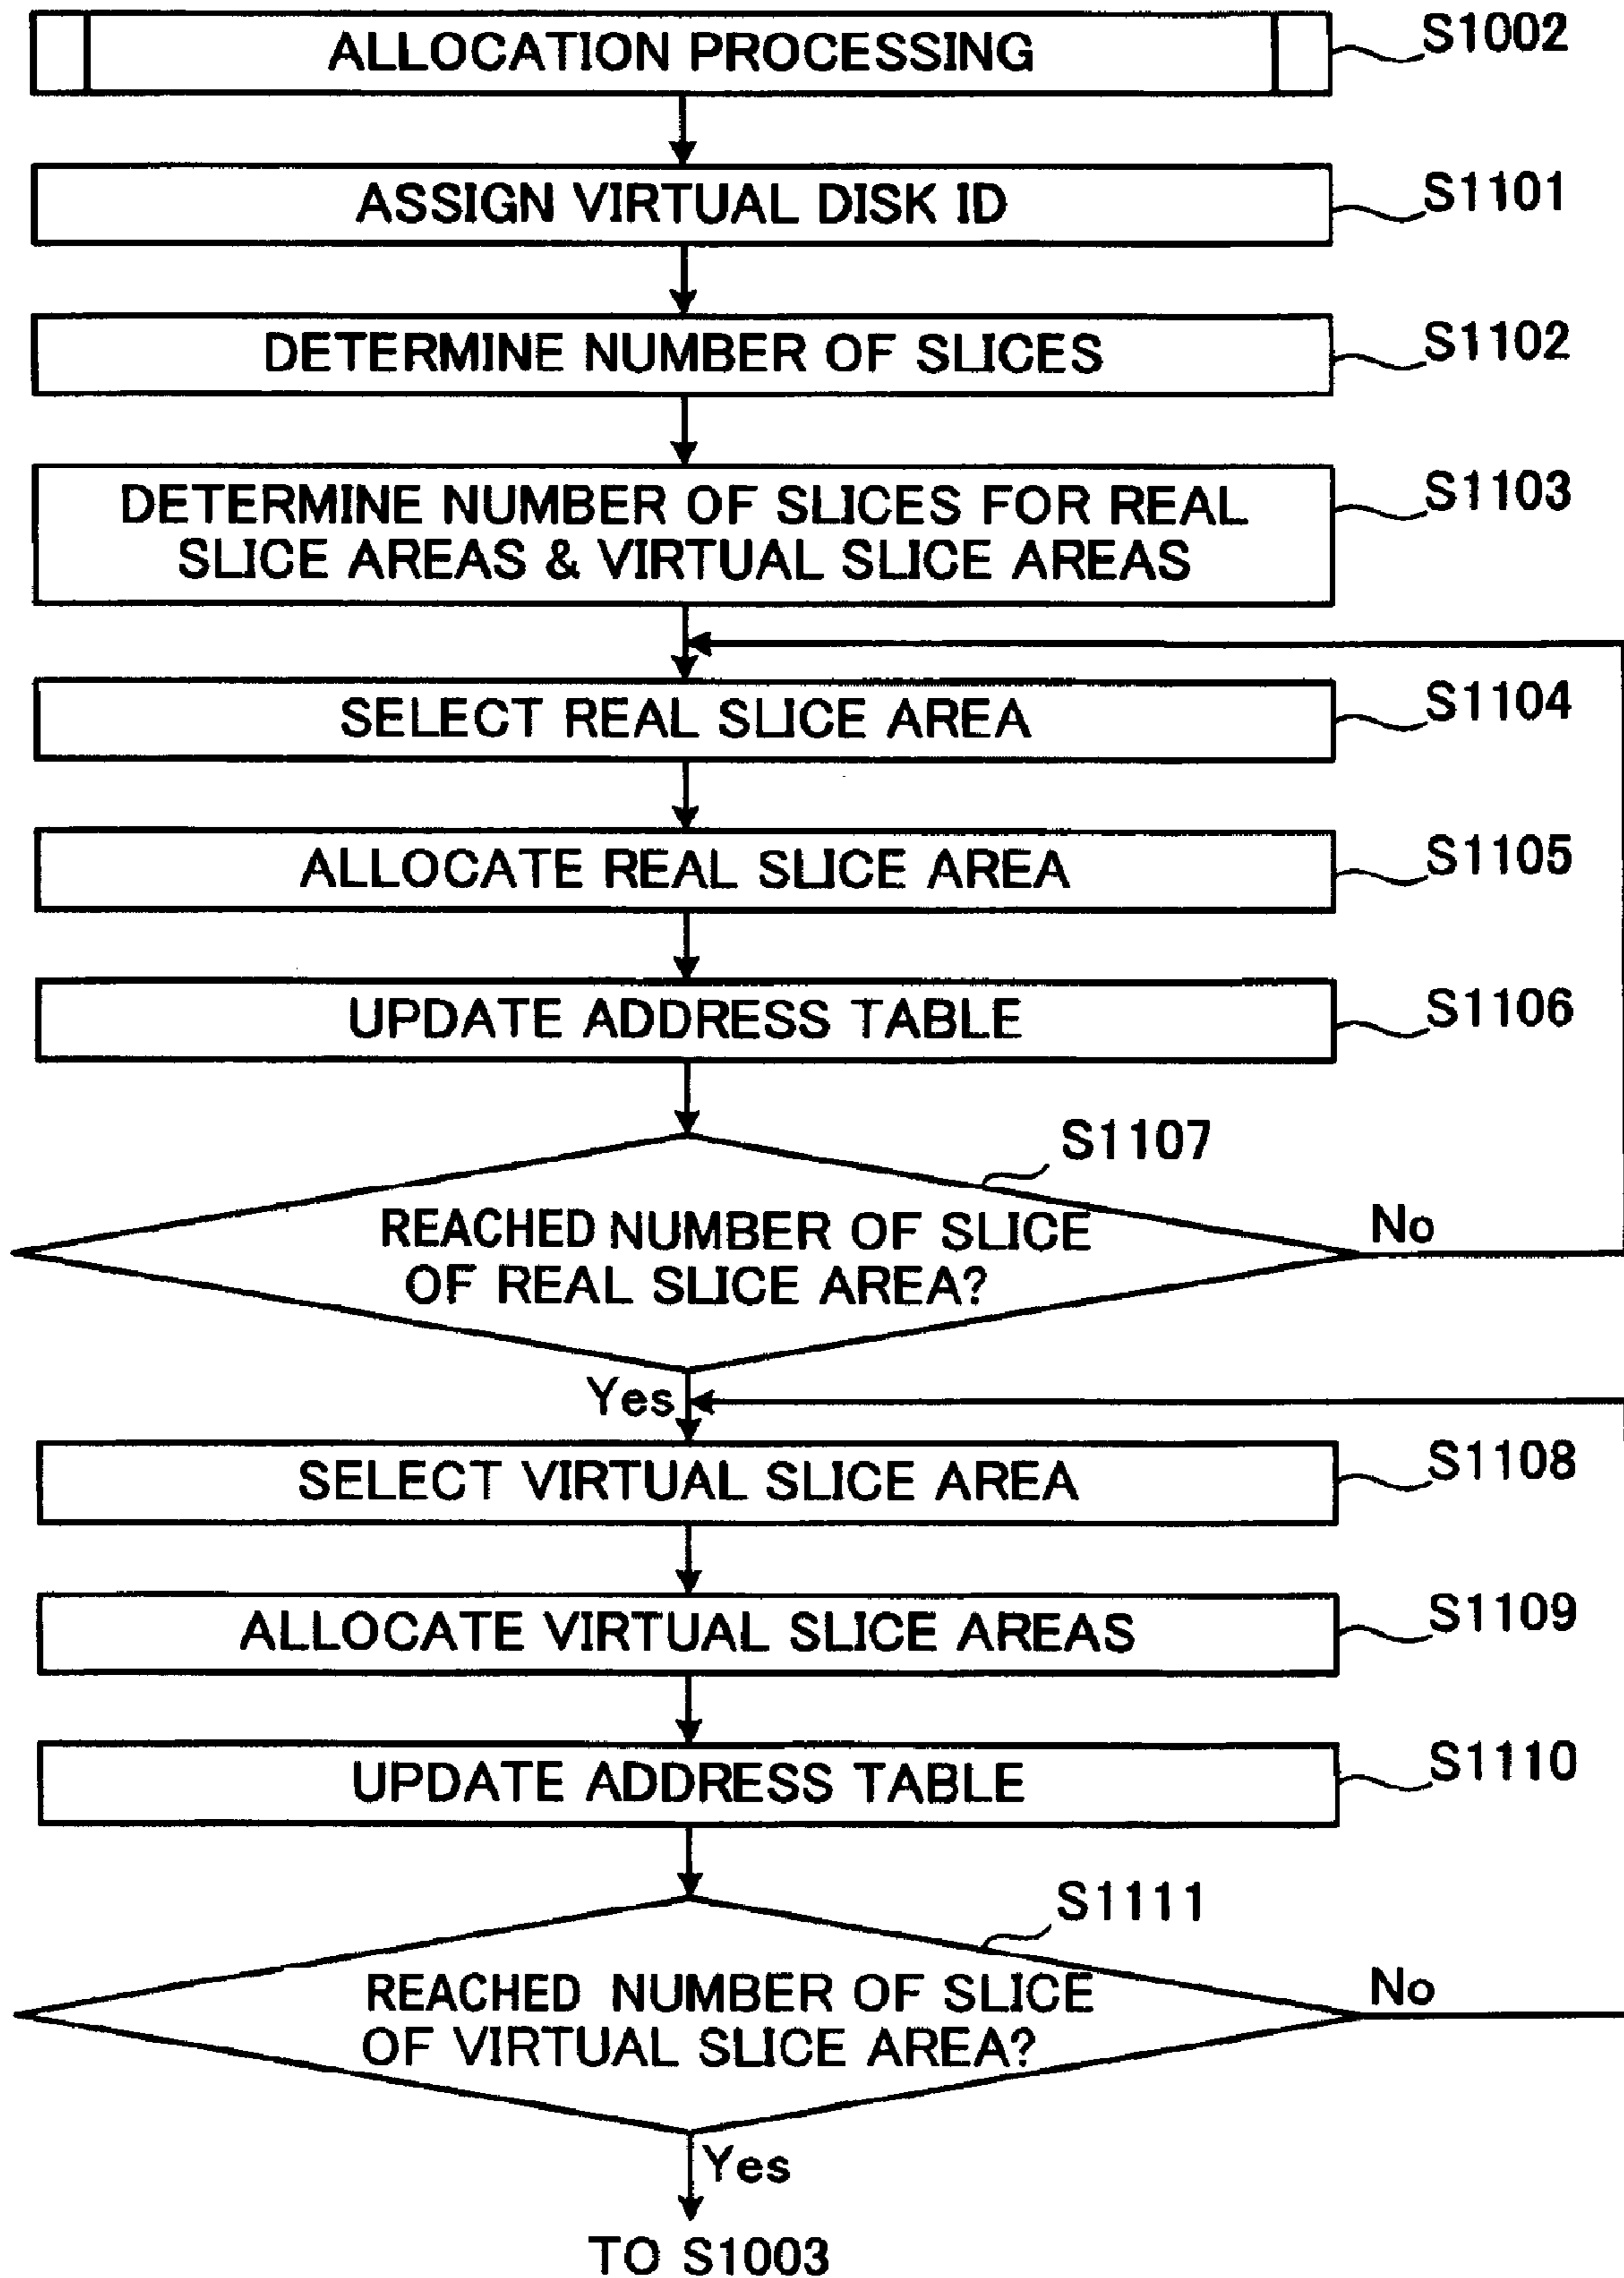 ALLOCATION PROCESSING
S1002
ASSIGN VIRTUAL DISK ID
S1101
DETERMINE NUMBER OF SLICES
S1102
DETERMINE NUMBER OF SLICES FOR REAL
SLICE AREAS & VIRTUAL SLICE AREAS
S1103
SELECT REAL SLICE AREA
S1104
ALLOCATE REAL SLICE AREA
S1105
UPDATE ADDRESS TABLE
S1106
S1107
REACHED NUMBER OF SLICE
OF REAL SLICE AREA?
No
Yes
SELECT VIRTUAL SLICE AREA
S1108
ALLOCATE VIRTUAL SLICE AREAS
S1109
UPDATE ADDRESS TABLE
S1110
S1111
REACHED NUMBER OF SLICE
OF VIRTUAL SLICE AREA?
No
Yes
TO S1003